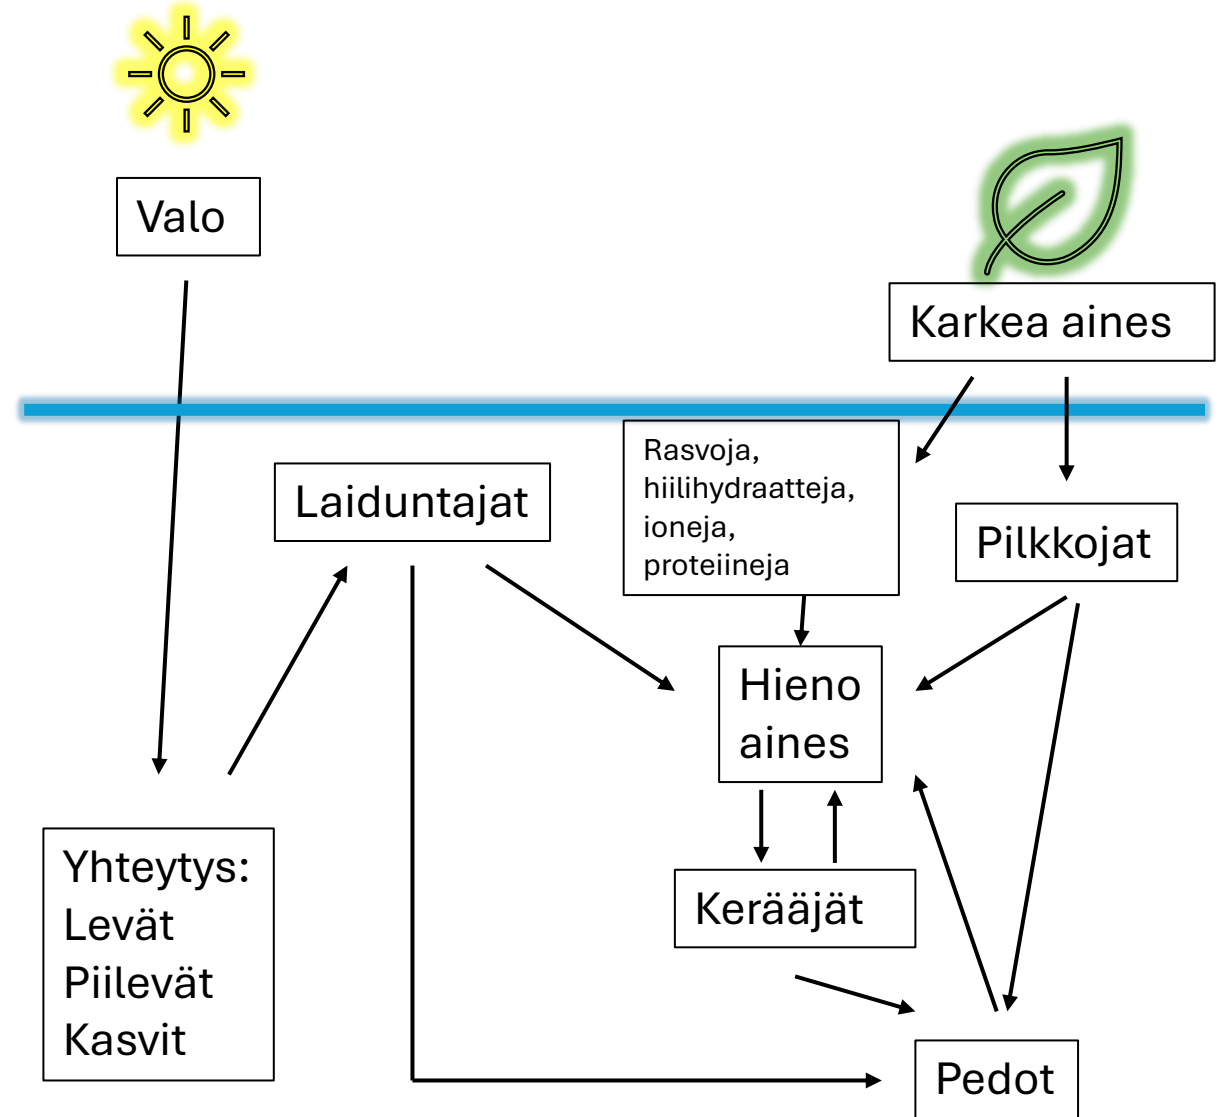 Valo
Karkea aines
Rasvoja,
hiilihydraatteja,
ioneja,
proteiineja
Laiduntajat
Pilkkojat
Hieno
aines
Yhteytys:
Levät
Piilevät
Kasvit
Kerääjät
Pedot